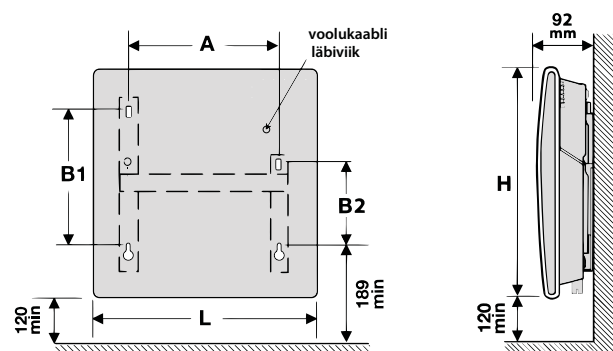 A
voolukaabli
läbiviik
92
mm
B1
B2
H
189
min
120
min
L
120
min